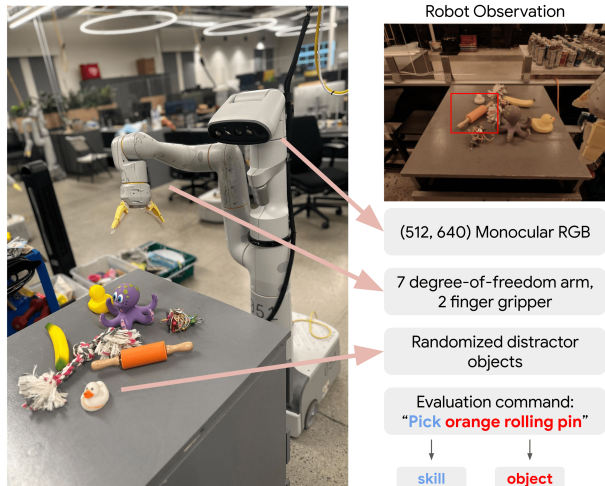 Robot Observation
(512, 640) Monocular RGB
7 degree-of-freedom arm,
2 finger gripper
Randomized distractor
objects
Evaluation command:
“Pick orange rolling pin”
skill
object